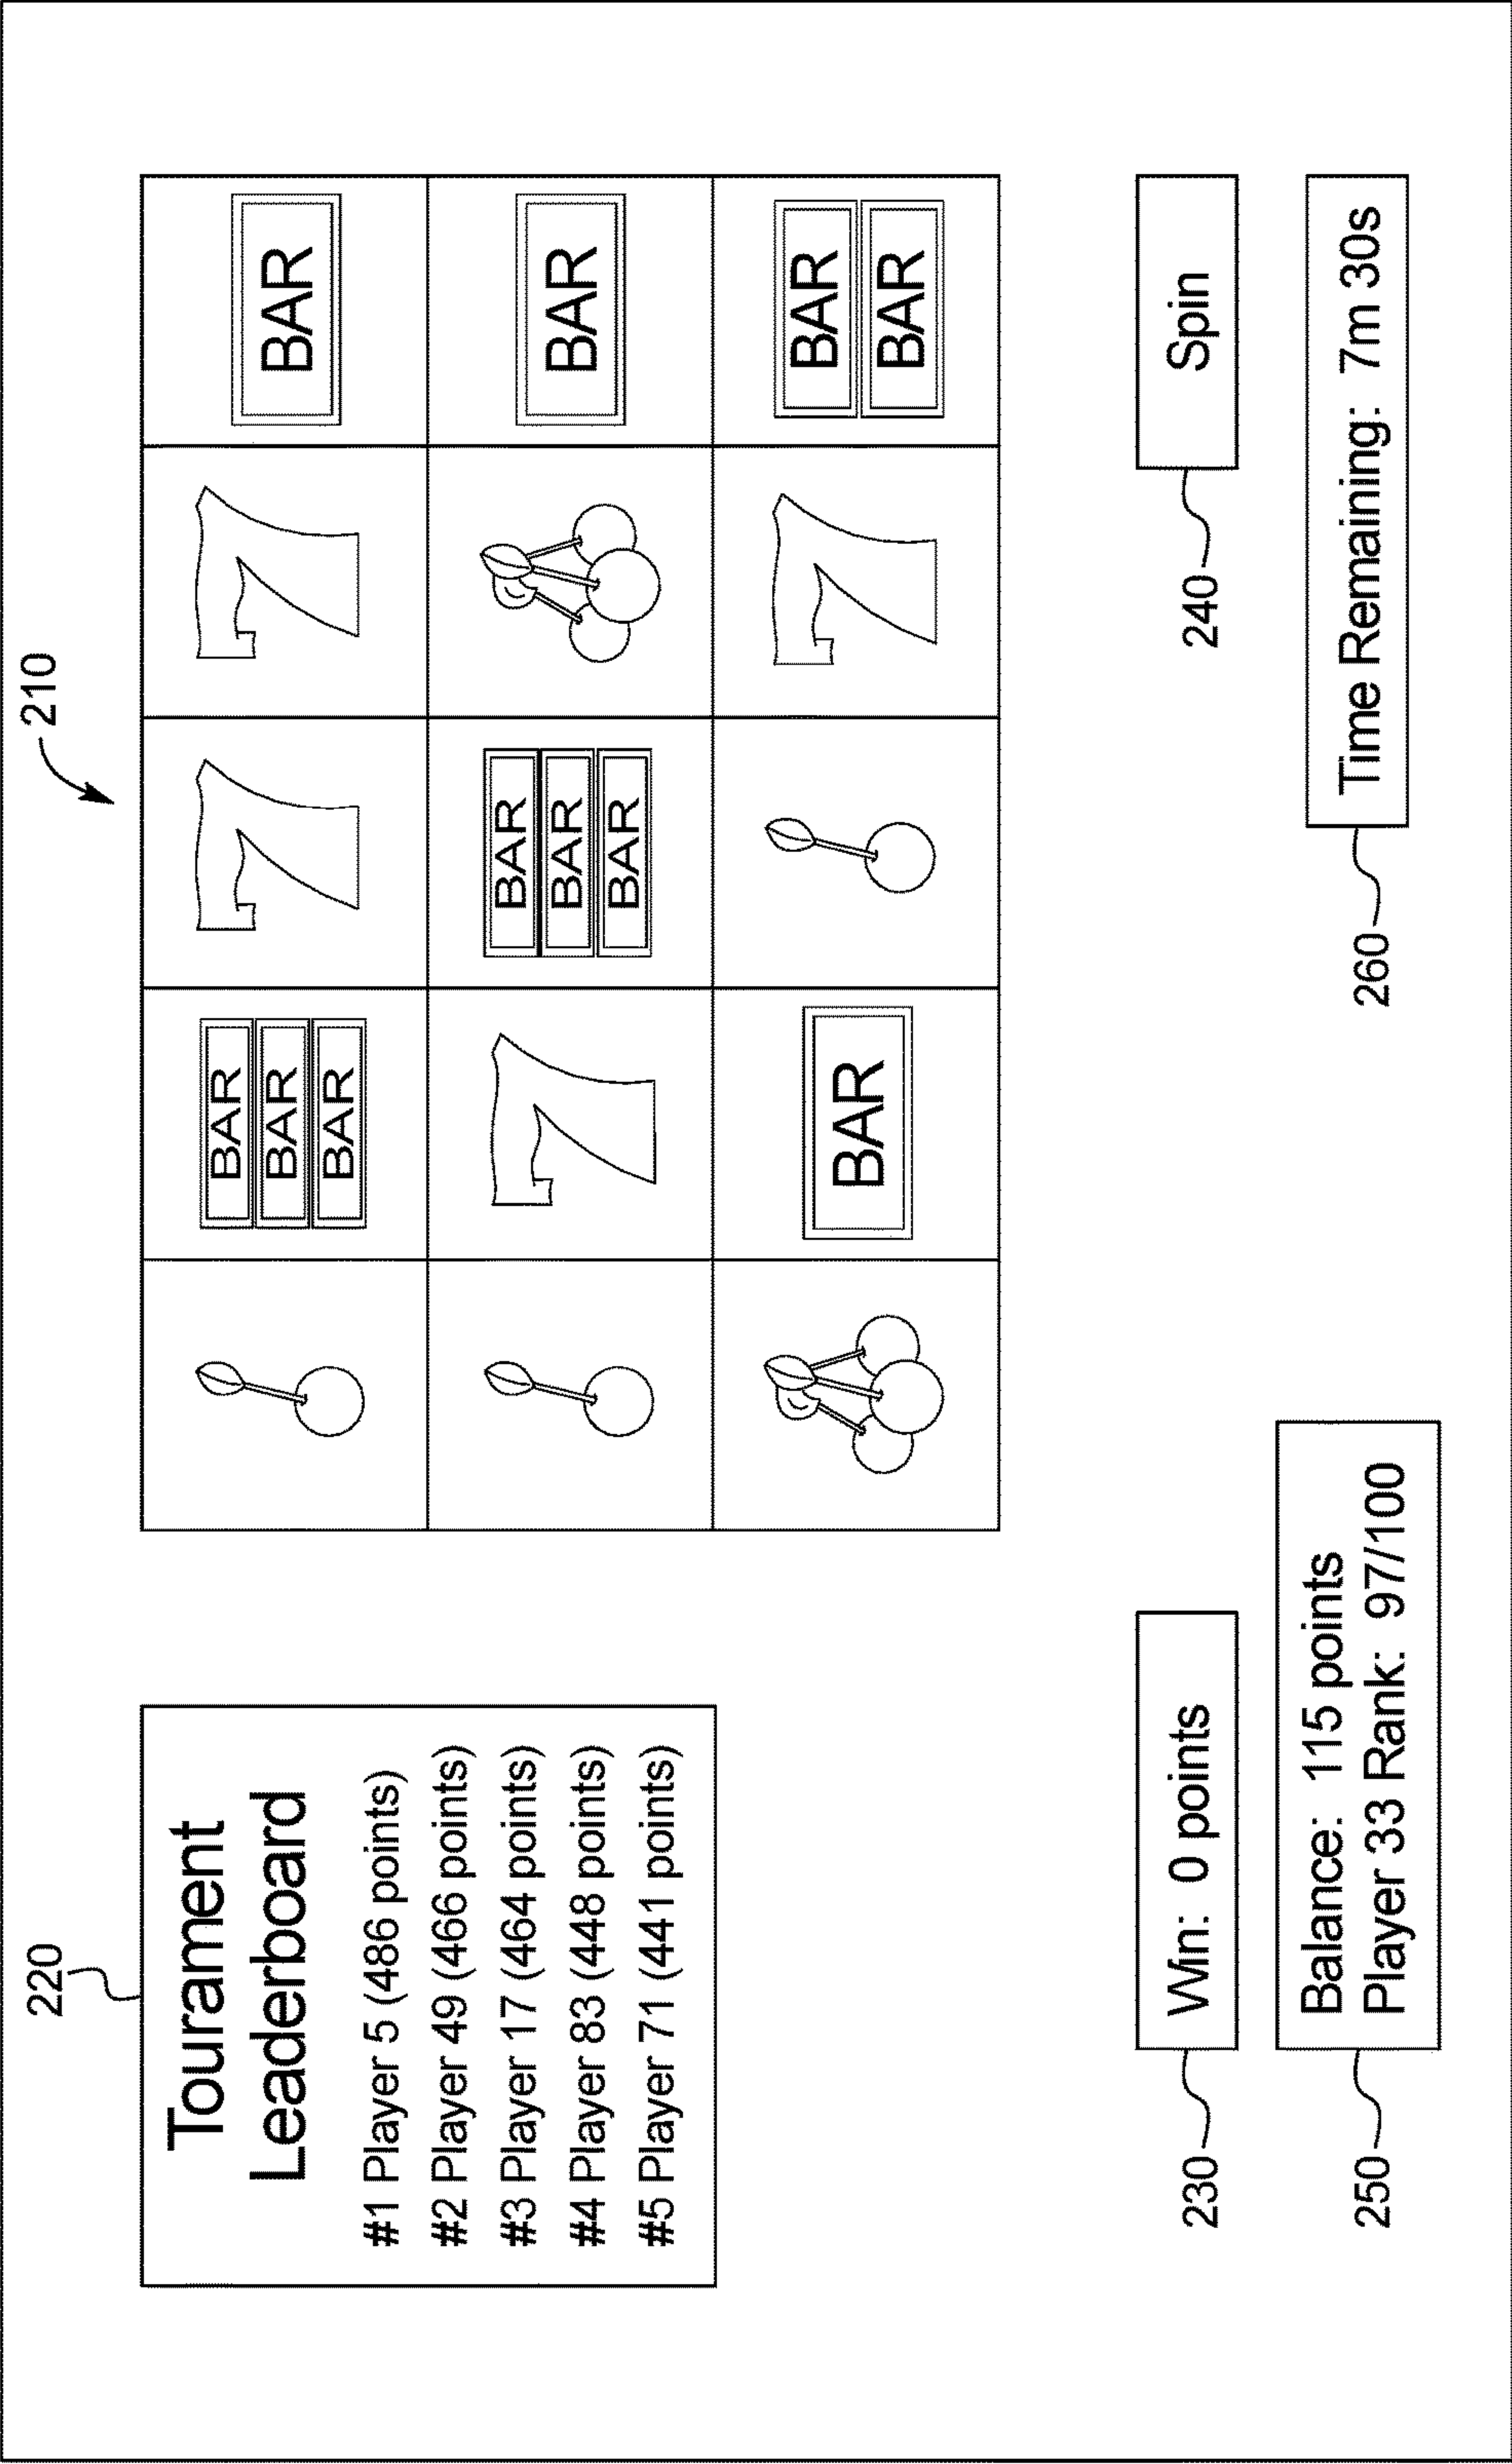 210
220
Tourament
Leaderboard
#1 Player 5 (486 points)
#2 Player 49 (466 points)
#3 Player 17 (464 points)
#4 Player 83 (448 points)
#5 Player 71 (441 points)
BAR
BAR
BAR
BAR
BAR
BAR
BAR
BAR
BAR
BAR
BAR
230
Win: 0 points
240
Spin
250
Balance: 115 points
Player 33 Rank: 97/100
260
Time Remaining: 7m 30s